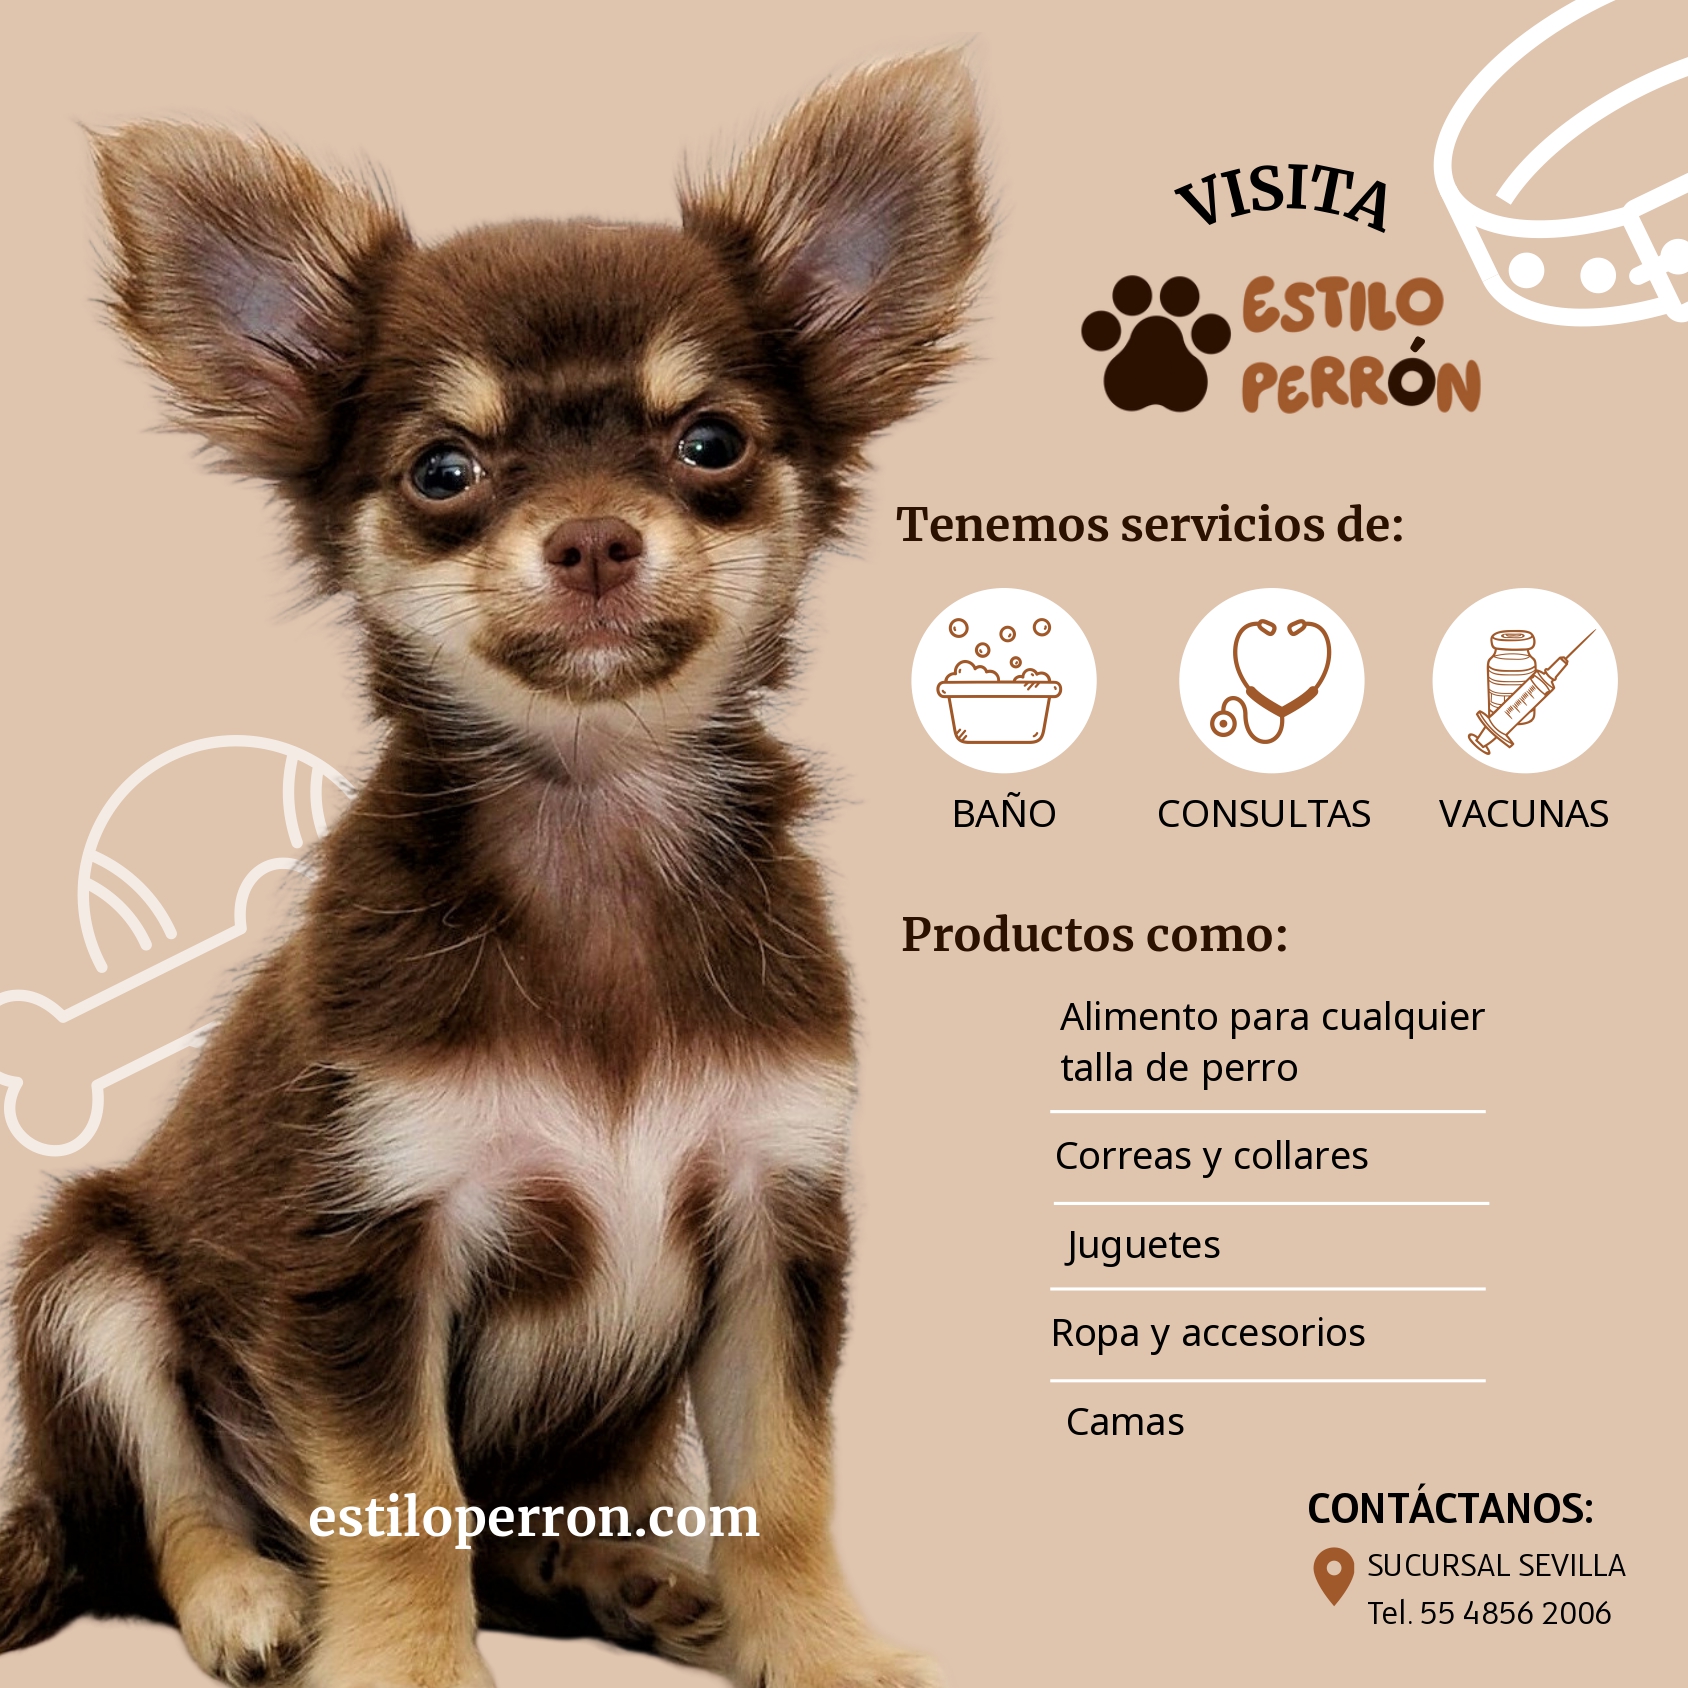 VISITA
ESTILO
PERRÓN
Tenemos servicios de:
BAÑO
CONSULTAS
VACUNAS
Productos como:
Alimento para cualquier
talla de perro
Correas y collares
Juguetes
Ropa y accesorios
Camas
estiloperron.com
CONTÁCTANOS:
SUCURSAL SEVILLA
Tel. 55 4856 2006